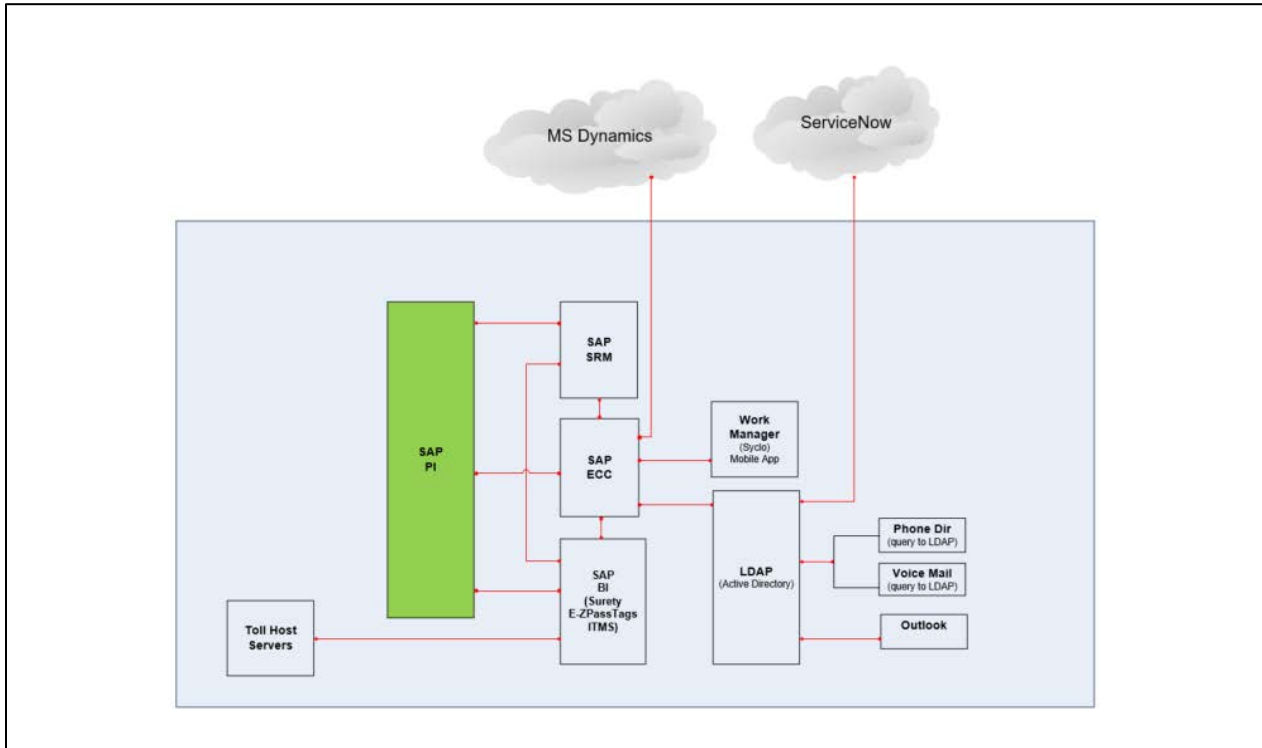 MS Dynamics
ServiceNow
SAP
PI
SAP
SRM
SAP
ECC
Work
Manager
(Syclo)
Mobile App
SAP
BI
(Surety
E-ZPassTags
ITMS)
LDAP
(Active Directory)
Phone Dir
(query to LDAP)
Voice Mail
(query to LDAP)
Outlook
Toll Host
Servers